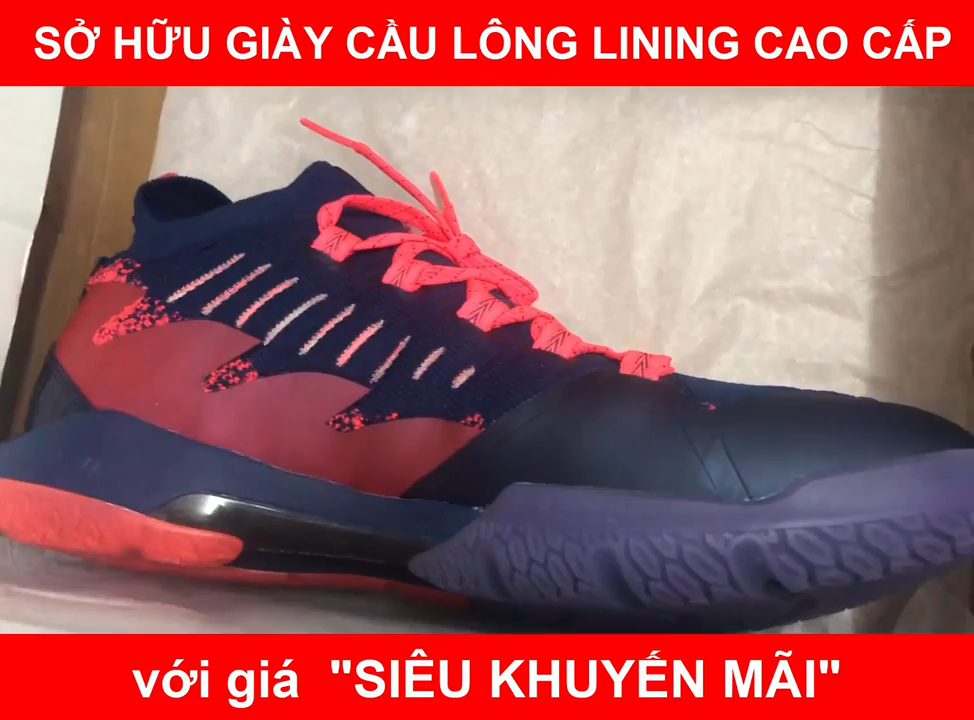 SỞ HỮU GIÀY CẦU LÔNG LINING CAO CẤP
với giá "SIÊU KHUYẾN MÃI"